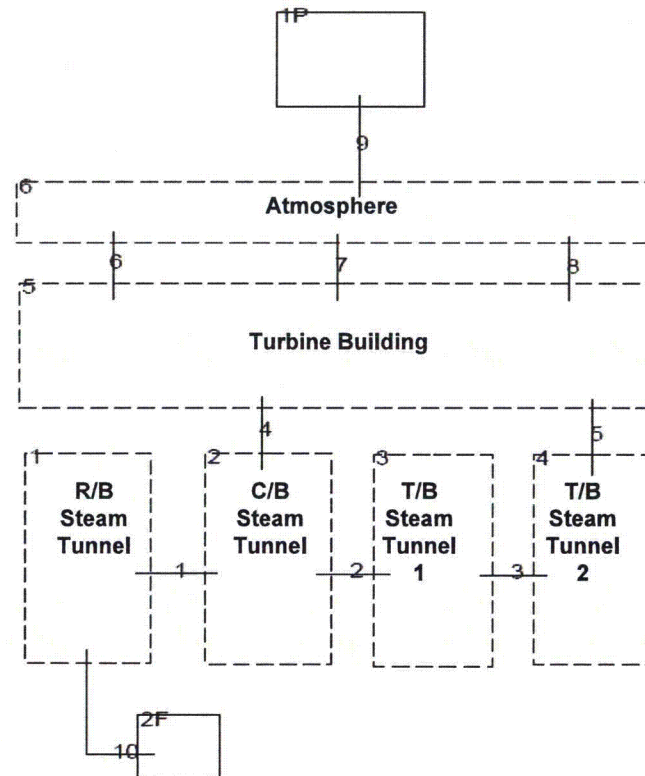 1P
9
6
Atmosphere
6 7 8
5
Turbine Building
4 5
1 2 3 4
R/B C/B T/B T/B
Steam Steam Steam Steam
Tunnel Tunnel Tunnel Tunnel
1 2
1 2 3
2F
10